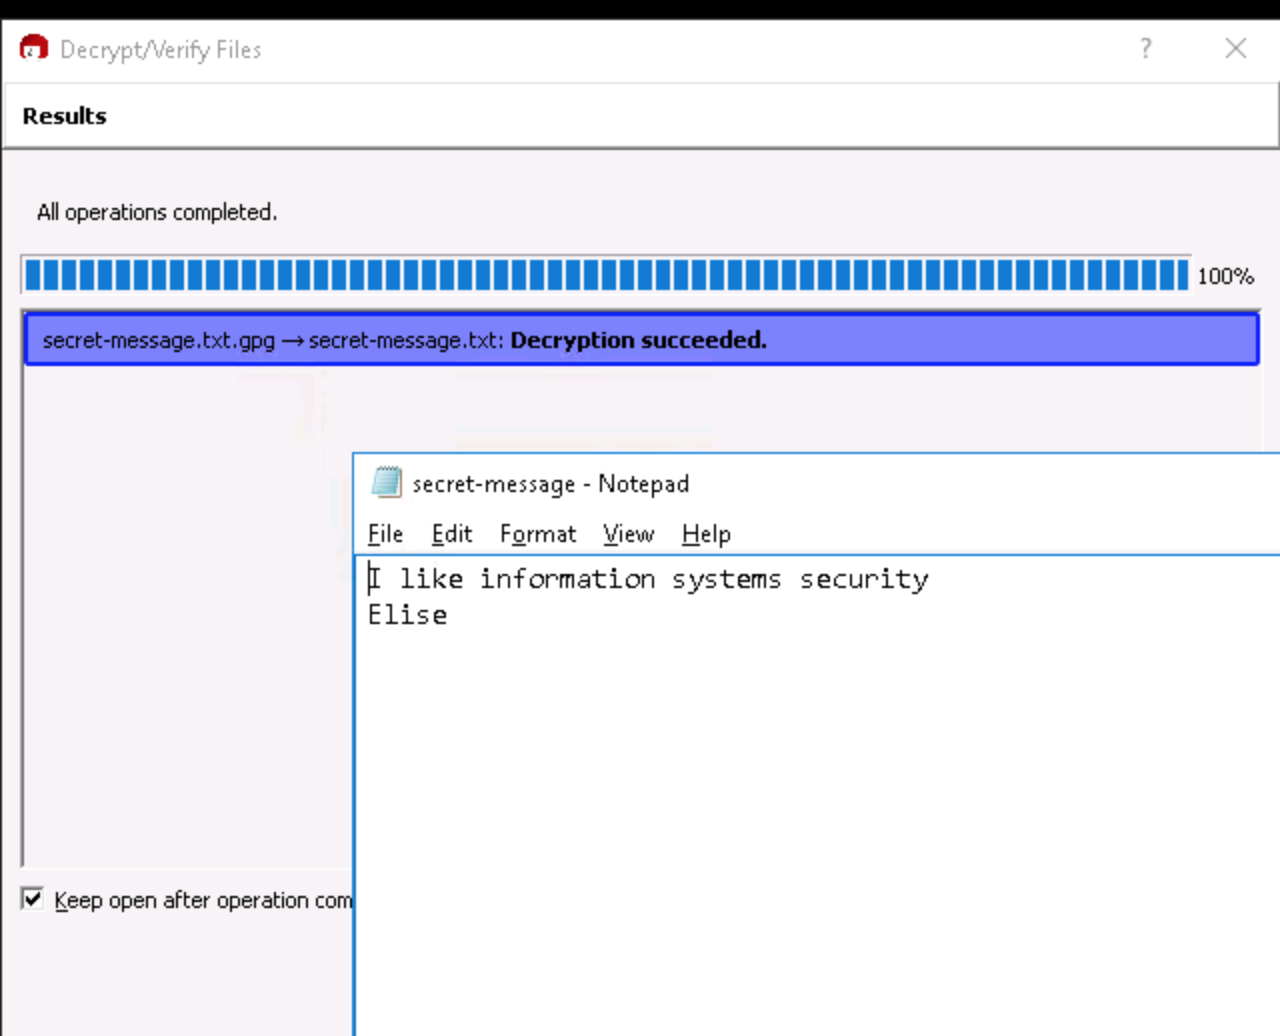 Decrypt/Verify Files
?
Results
All operations completed.
100%
secret-message.txt.gpg → secret-message.txt: Decryption succeeded.
secret-message - Notepad
File Edit Format View Help
I like information systems security
Elise
Keep open after operation com